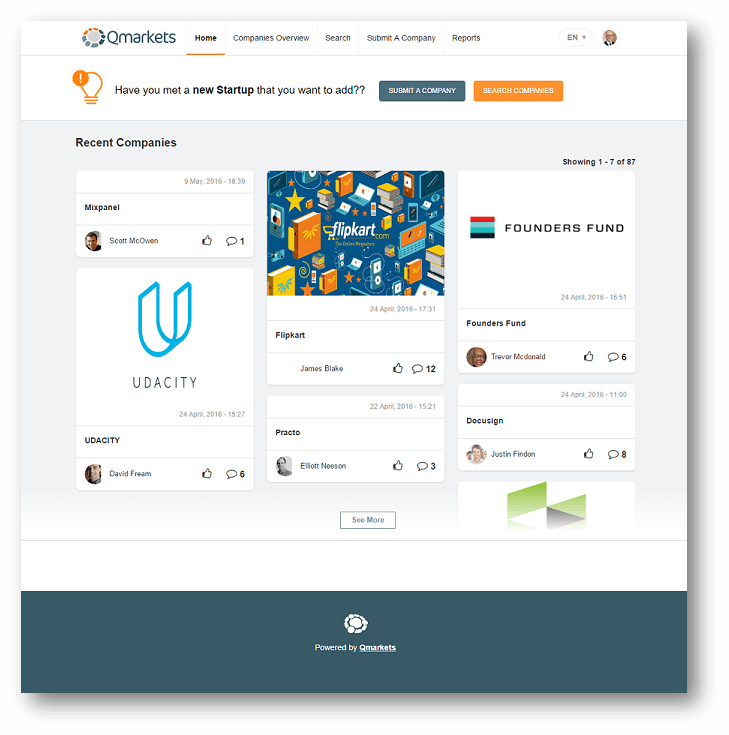 Qmarkets Home Companies Overview Search Submit A Company Reports EN
Have you met a new Startup that you want to add?? SUBMIT A COMPANY SEARCH COMPANIES
Recent Companies
Showing 1 - 7 of 87
9 May, 2016 - 18:39
Mixpanel
Scott McOwen 1
UDACITY
24 April, 2016 - 15:27
UDACITY
David Fream 6
flipkart.com
The Online Megastore
24 April, 2016 - 17:31
Flipkart
James Blake 12
22 April, 2016 - 15:21
Practo
Elliott Neeson 3
FOUNDERS FUND
24 April, 2016 - 16:51
Founders Fund
Trevor Mcdonald 6
24 April, 2016 - 11:00
Docusign
Justin Findon 8
See More
Powered by Qmarkets